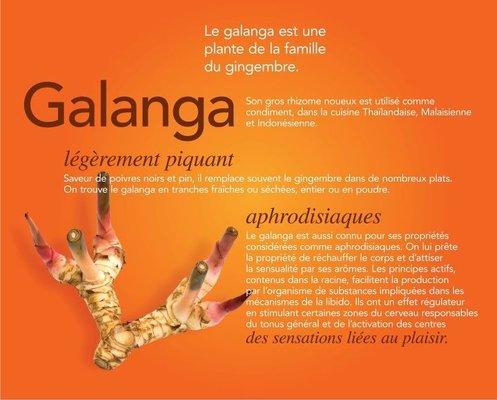 Le galanga est une
plante de la famille
du gingembre.
Galanga
Son gros rhizome noueux est utilisé comme
condiment, dans la cuisine Thaïlandaise, Malaisienne
et Indonésienne.
légèrement piquant
Saveur de poivres noirs et pin, il remplace souvent le gingembre dans de nombreux plats.
On trouve le galanga en tranches fraîches ou séchées, entier ou en poudre.
aphrodisiaques
Le galanga est aussi connu pour ses propriétés
considérées comme aphrodisiaques. On lui prête
la propriété de réchauffer le corps et d'attiser
la sensualité par ses arômes. Les principes actifs,
contenus dans la racine, facilitent la production
par l'organisme de substances impliquées dans les
mécanismes de la libido. Ils ont un effet régulateur
en stimulant certaines zones du cerveau responsables
du tonus général et de l'activation des centres
des sensations liées au plaisir.